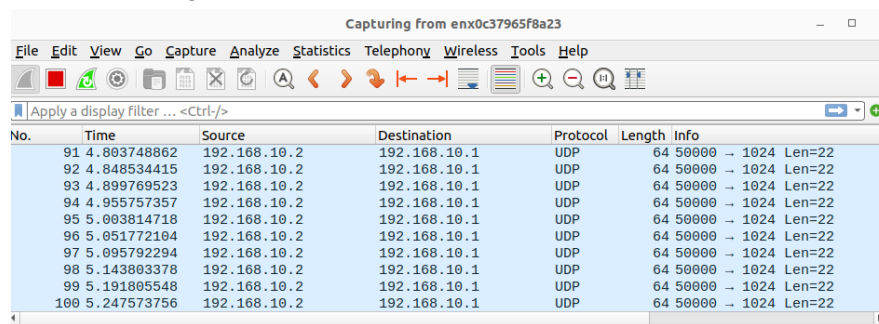 Capturing from enx0c37965f8a23
File Edit View Go Capture Analyze Statistics Telephony Wireless Tools Help
Apply a display filter ... <Ctrl-/>
No. Time Source Destination Protocol Length Info
91 4.803748862 192.168.10.2 192.168.10.1 UDP 64 50000 → 1024 Len=22
92 4.848534415 192.168.10.2 192.168.10.1 UDP 64 50000 → 1024 Len=22
93 4.899769523 192.168.10.2 192.168.10.1 UDP 64 50000 → 1024 Len=22
94 4.955757357 192.168.10.2 192.168.10.1 UDP 64 50000 → 1024 Len=22
95 5.003814718 192.168.10.2 192.168.10.1 UDP 64 50000 → 1024 Len=22
96 5.051772104 192.168.10.2 192.168.10.1 UDP 64 50000 → 1024 Len=22
97 5.095792294 192.168.10.2 192.168.10.1 UDP 64 50000 → 1024 Len=22
98 5.143803378 192.168.10.2 192.168.10.1 UDP 64 50000 → 1024 Len=22
99 5.191805548 192.168.10.2 192.168.10.1 UDP 64 50000 → 1024 Len=22
100 5.247573756 192.168.10.2 192.168.10.1 UDP 64 50000 → 1024 Len=22